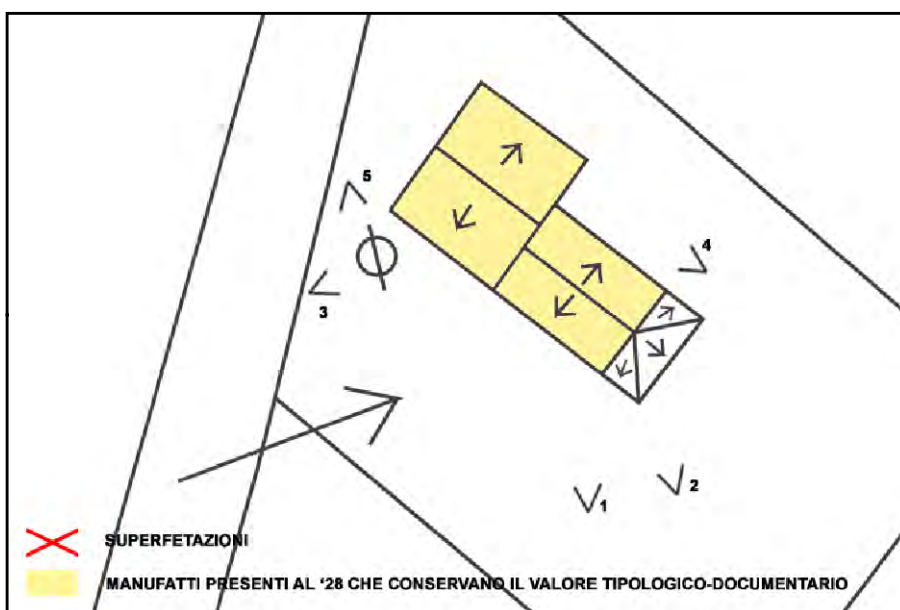 5
4
3
2
1
SUPERFETAZIONI
MANUFATTI PRESENTI AL ‘28 CHE CONSERVANO IL VALORE TIPOLOGICO-DOCUMENTARIO